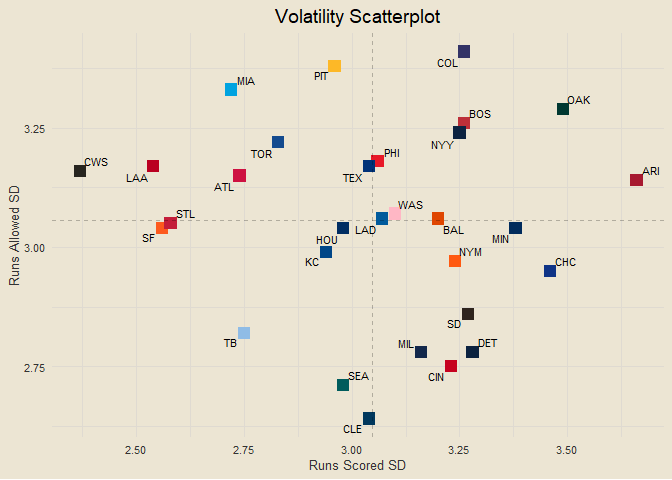 Volatility Scatterplot
COL
PIT
MIA
OAK
BOS
NYY
TOR
PHI
CWS
LAA
TEX
ARI
ATL
WAS
STL
SF
LAD
BAL
HOU
MIN
KC
NYM
CHC
SD
TB
MIL
DET
SEA
CIN
CLE
3.25
3.00
2.75
Runs Allowed SD
2.50
2.75
3.00
3.25
3.50
Runs Scored SD